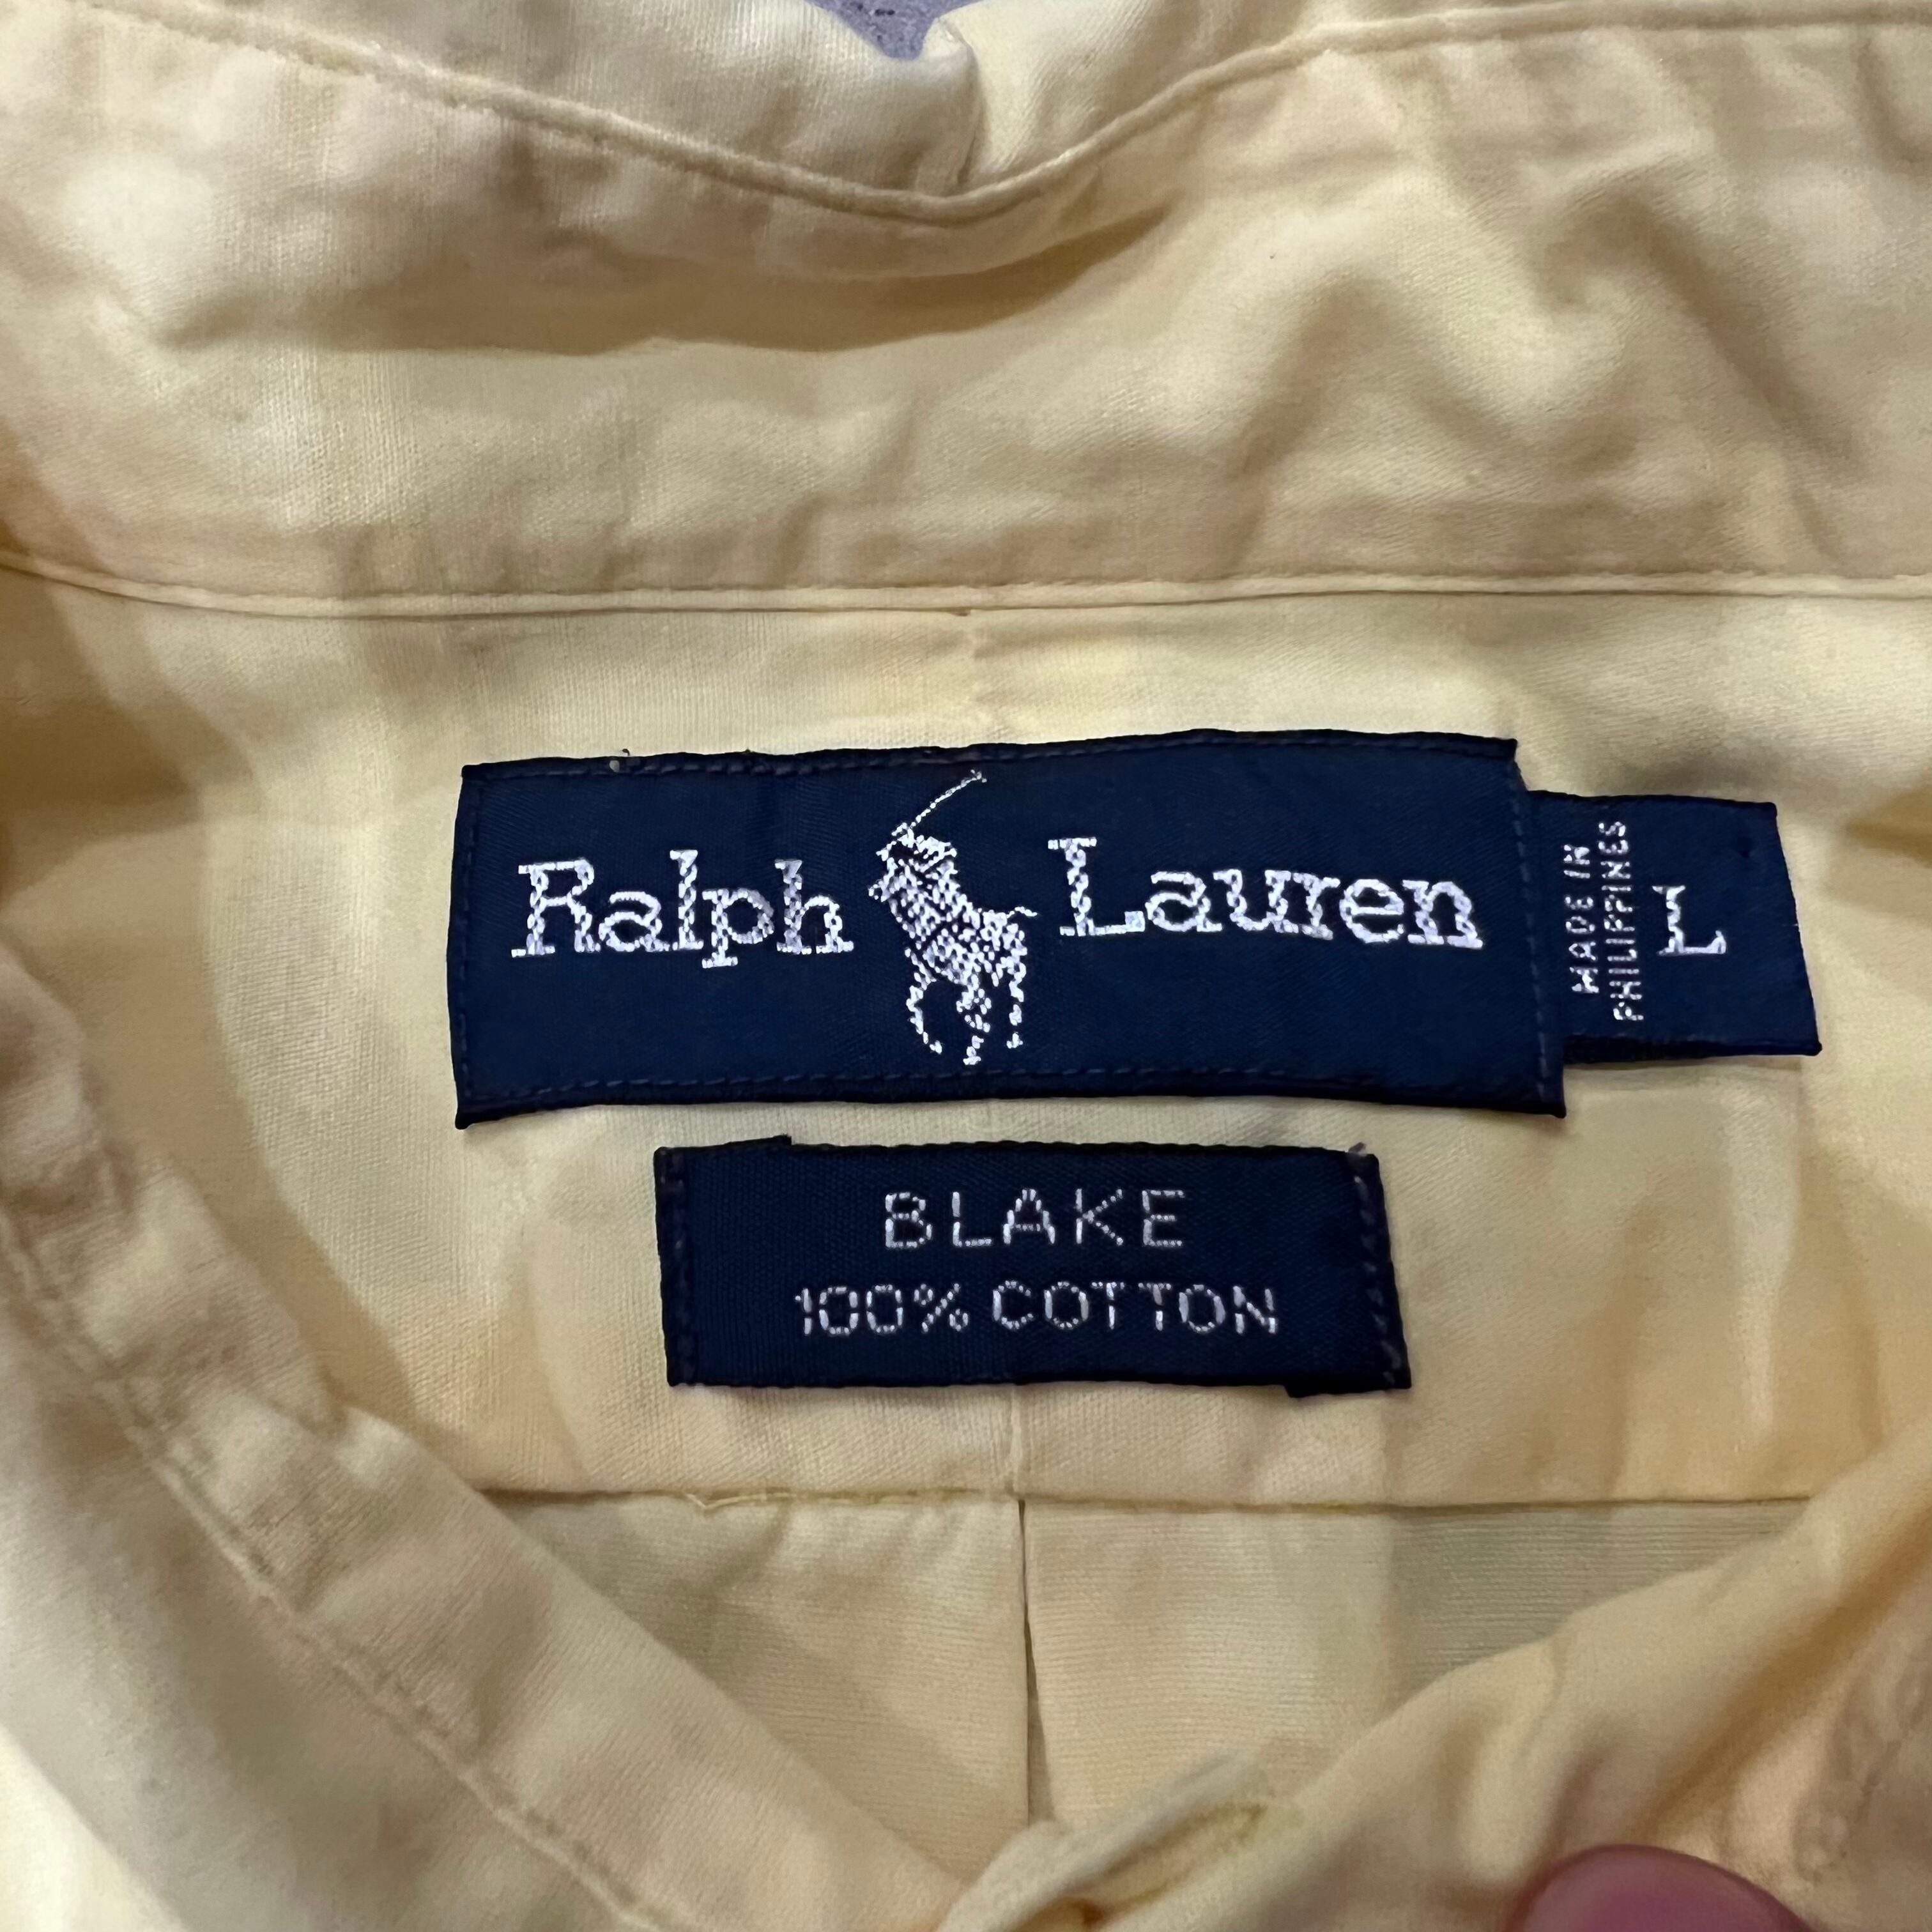 Ralph Lauren
MADE IN
PHILIPPINES
L
BLAKE
100% COTTON